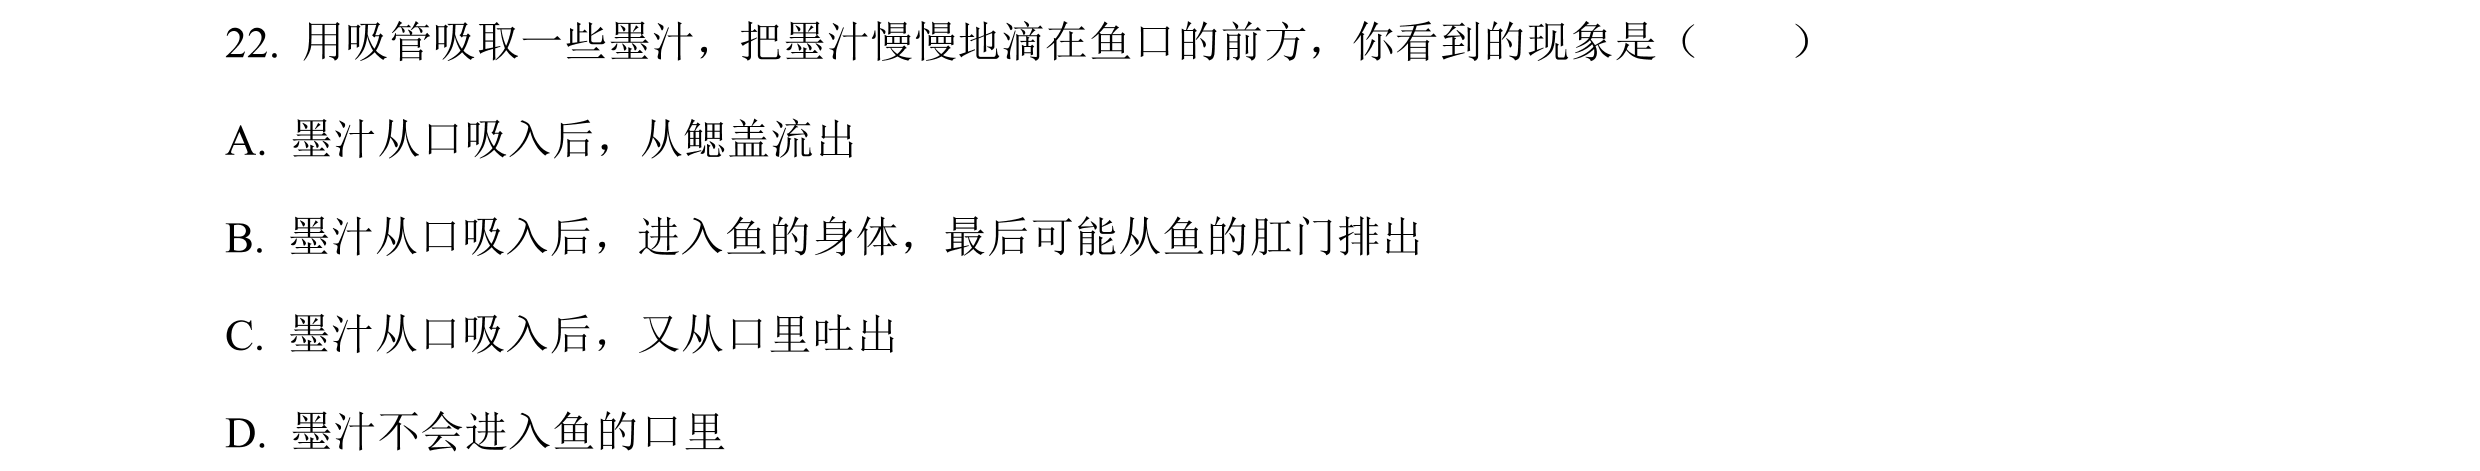 22. 用吸管吸取一些墨汁，把墨汁慢慢地滴在鱼口的前方，你看到的现象是（　　）
A. 墨汁从口吸入后，从鳃盖流出
B. 墨汁从口吸入后，进入鱼的身体，最后可能从鱼的肛门排出
C. 墨汁从口吸入后，又从口里吐出
D. 墨汁不会进入鱼的口里